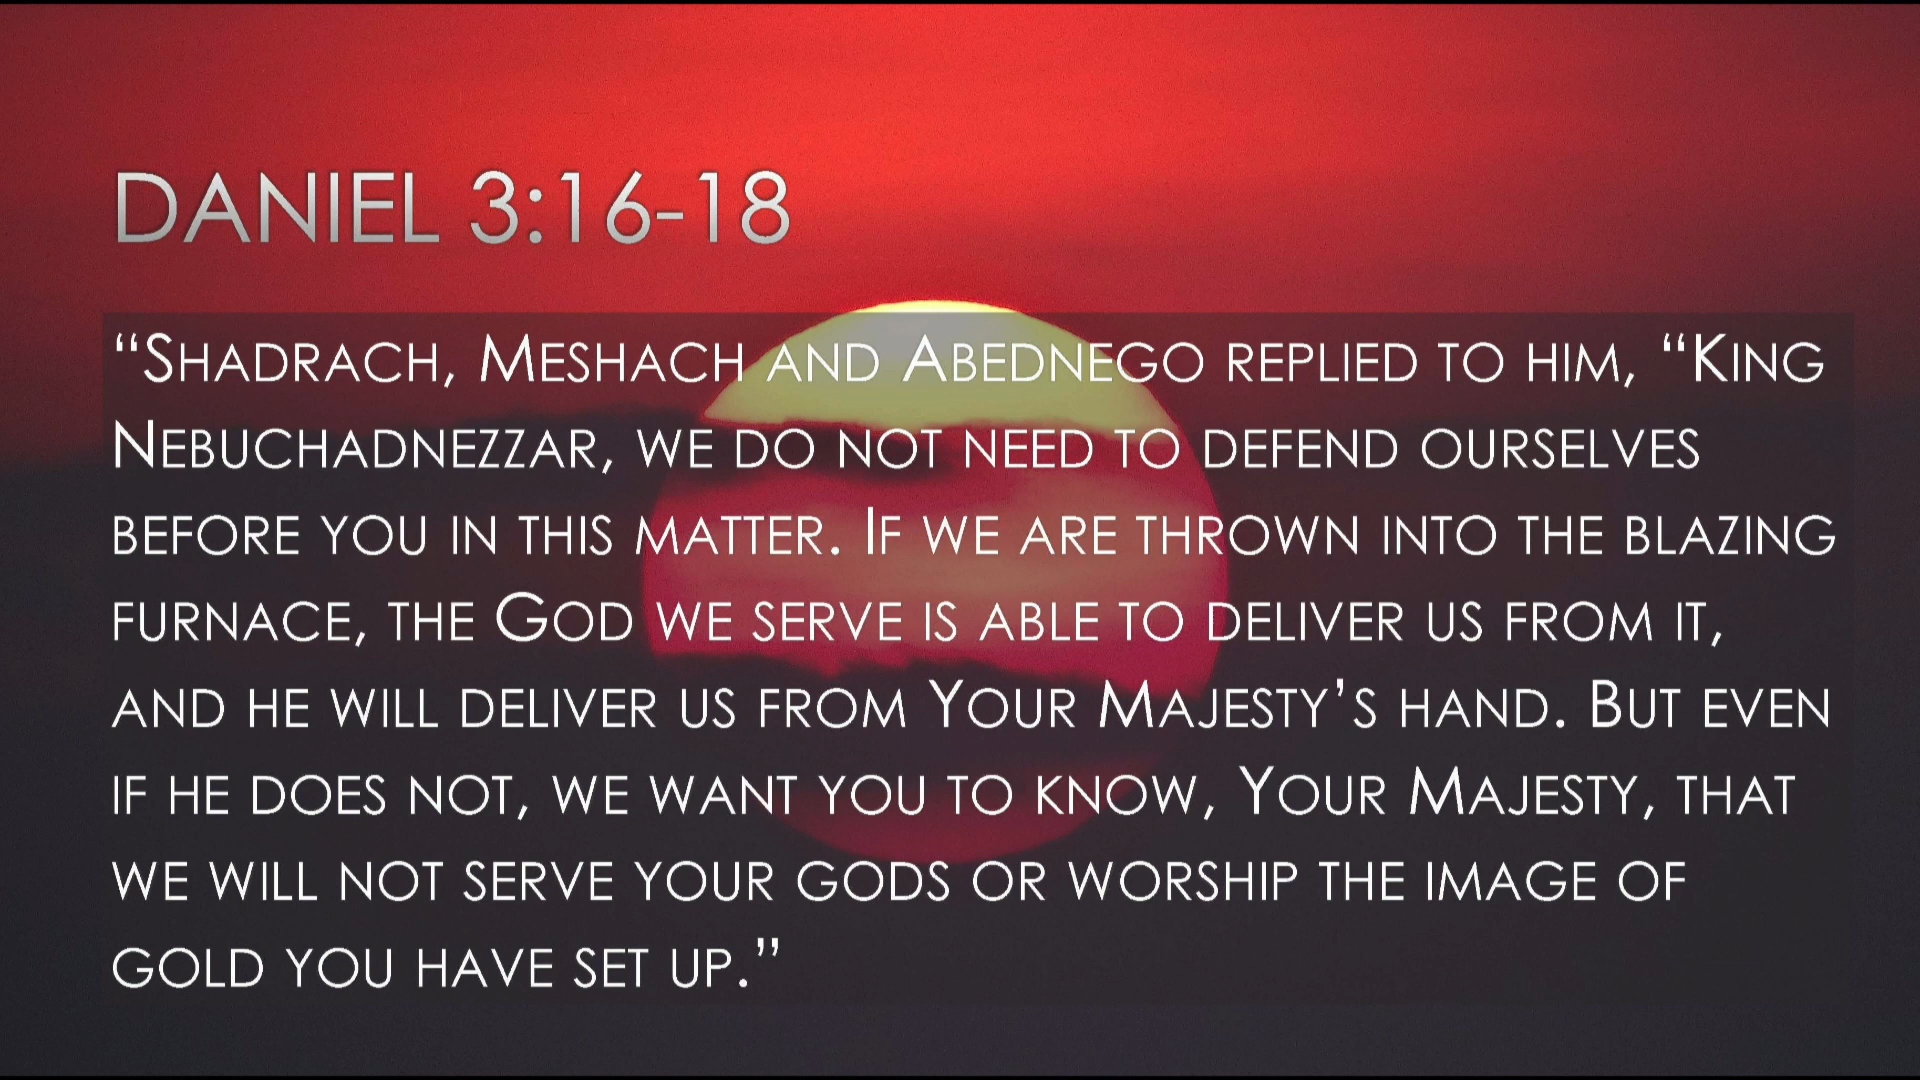 DANIEL 3:16-18
“Shadrach, Meshach and Abednego replied to him, “King
Nebuchadnezzar, we do not need to defend ourselves
before you in this matter. If we are thrown into the blazing
furnace, the God we serve is able to deliver us from it,
and he will deliver us from Your Majesty’s hand. But even
if he does not, we want you to know, Your Majesty, that
we will not serve your gods or worship the image of
gold you have set up.”